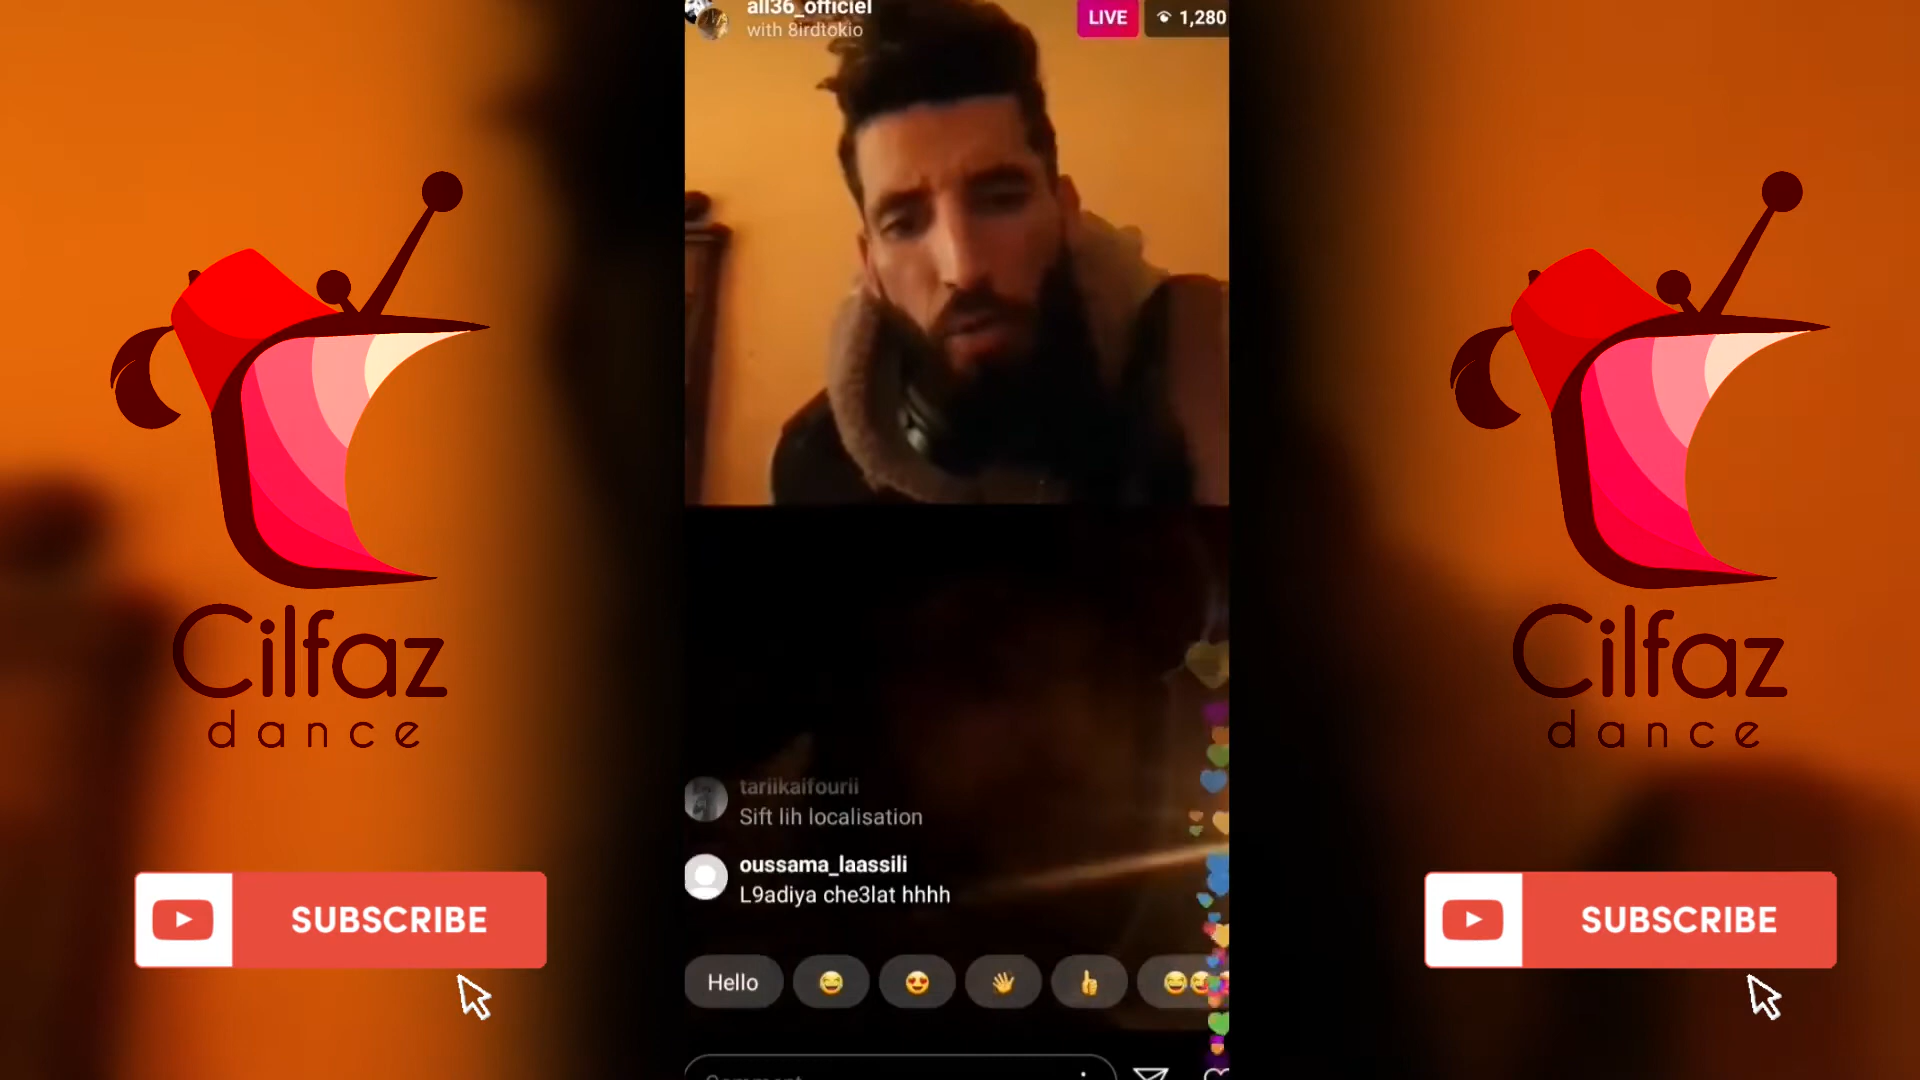 all36_officiel
with 8irdtokio
LIVE
1,280
Cilfaz
dance
Cilfaz
dance
tariikaifourii
Sift lih localisation
oussama_laassili
L9adiya che3lat hhhh
SUBSCRIBE
SUBSCRIBE
Hello